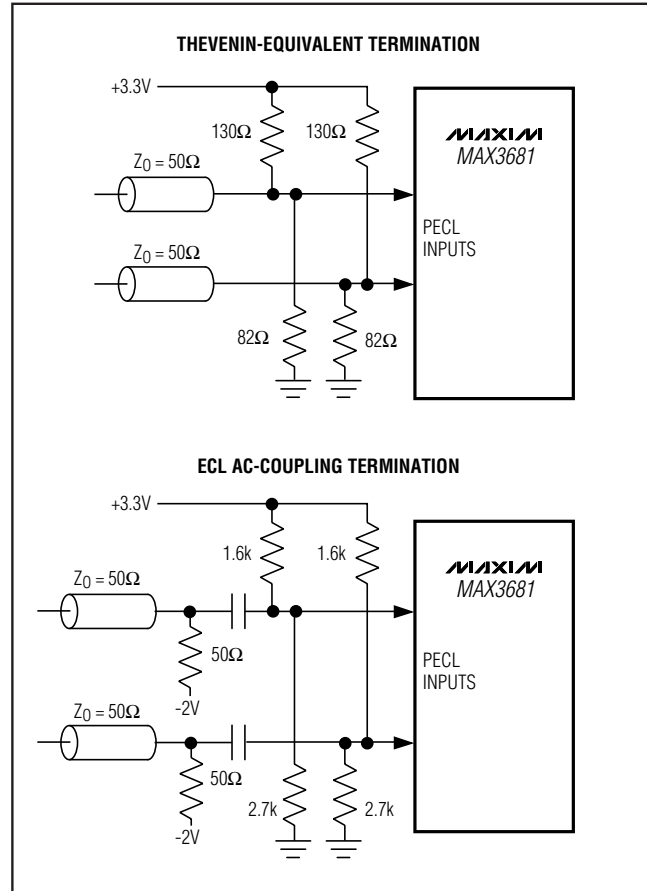 THEVENIN-EQUIVALENT TERMINATION
+3.3V
130Ω 130Ω
MAXIM
MAX3681
Z0 = 50Ω
PECL
INPUTS
Z0 = 50Ω
82Ω 82Ω
ECL AC-COUPLING TERMINATION
+3.3V
1.6k 1.6k
MAXIM
MAX3681
Z0 = 50Ω
50Ω
PECL
INPUTS
-2V
Z0 = 50Ω
50Ω
2.7k 2.7k
-2V